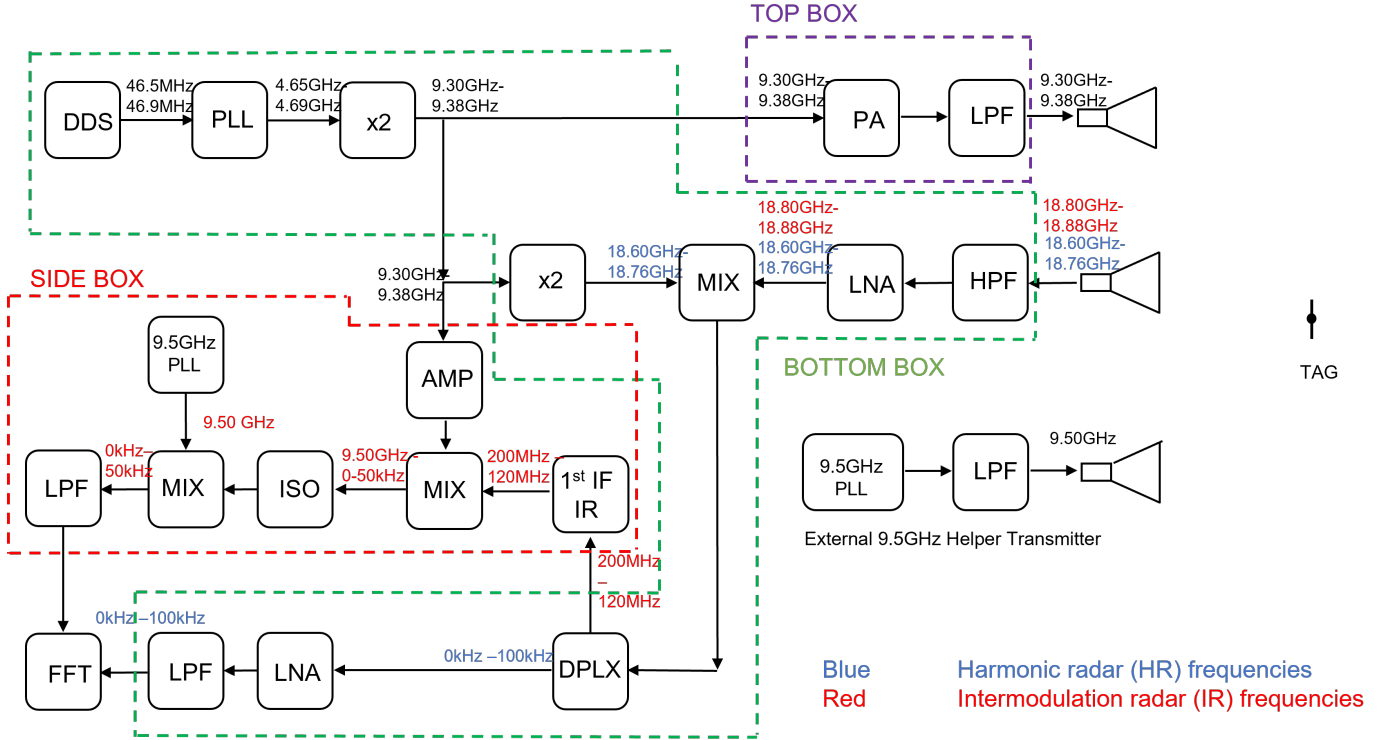 TOP BOX
46.5MHz
46.9MHz
4.65GHz-
4.69GHz
9.30GHz-
9.38GHz
9.30GHz-
9.38GHz
9.30GHz-
9.38GHz
DDS
PLL
x2
PA
LPF
18.80GHz-
18.88GHz
18.60GHz-
18.76GHz
18.80GHz-
18.88GHz
18.60GHz-
18.76GHz
18.60GHz-
18.76GHz
9.30GHz-
9.38GHz
x2
MIX
LNA
HPF
SIDE BOX
9.5GHz
PLL
AMP
BOTTOM BOX
TAG
9.50 GHz
0kHz–
50kHz
9.50GHz -
0-50kHz
200MHz –
120MHz
LPF
MIX
ISO
MIX
1st IF
IR
9.50GHz
9.5GHz
PLL
LPF
External 9.5GHz Helper Transmitter
200MHz
–
120MHz
0kHz –100kHz
0kHz –100kHz
FFT
LPF
LNA
DPLX
Blue
Harmonic radar (HR) frequencies
Red
Intermodulation radar (IR) frequencies